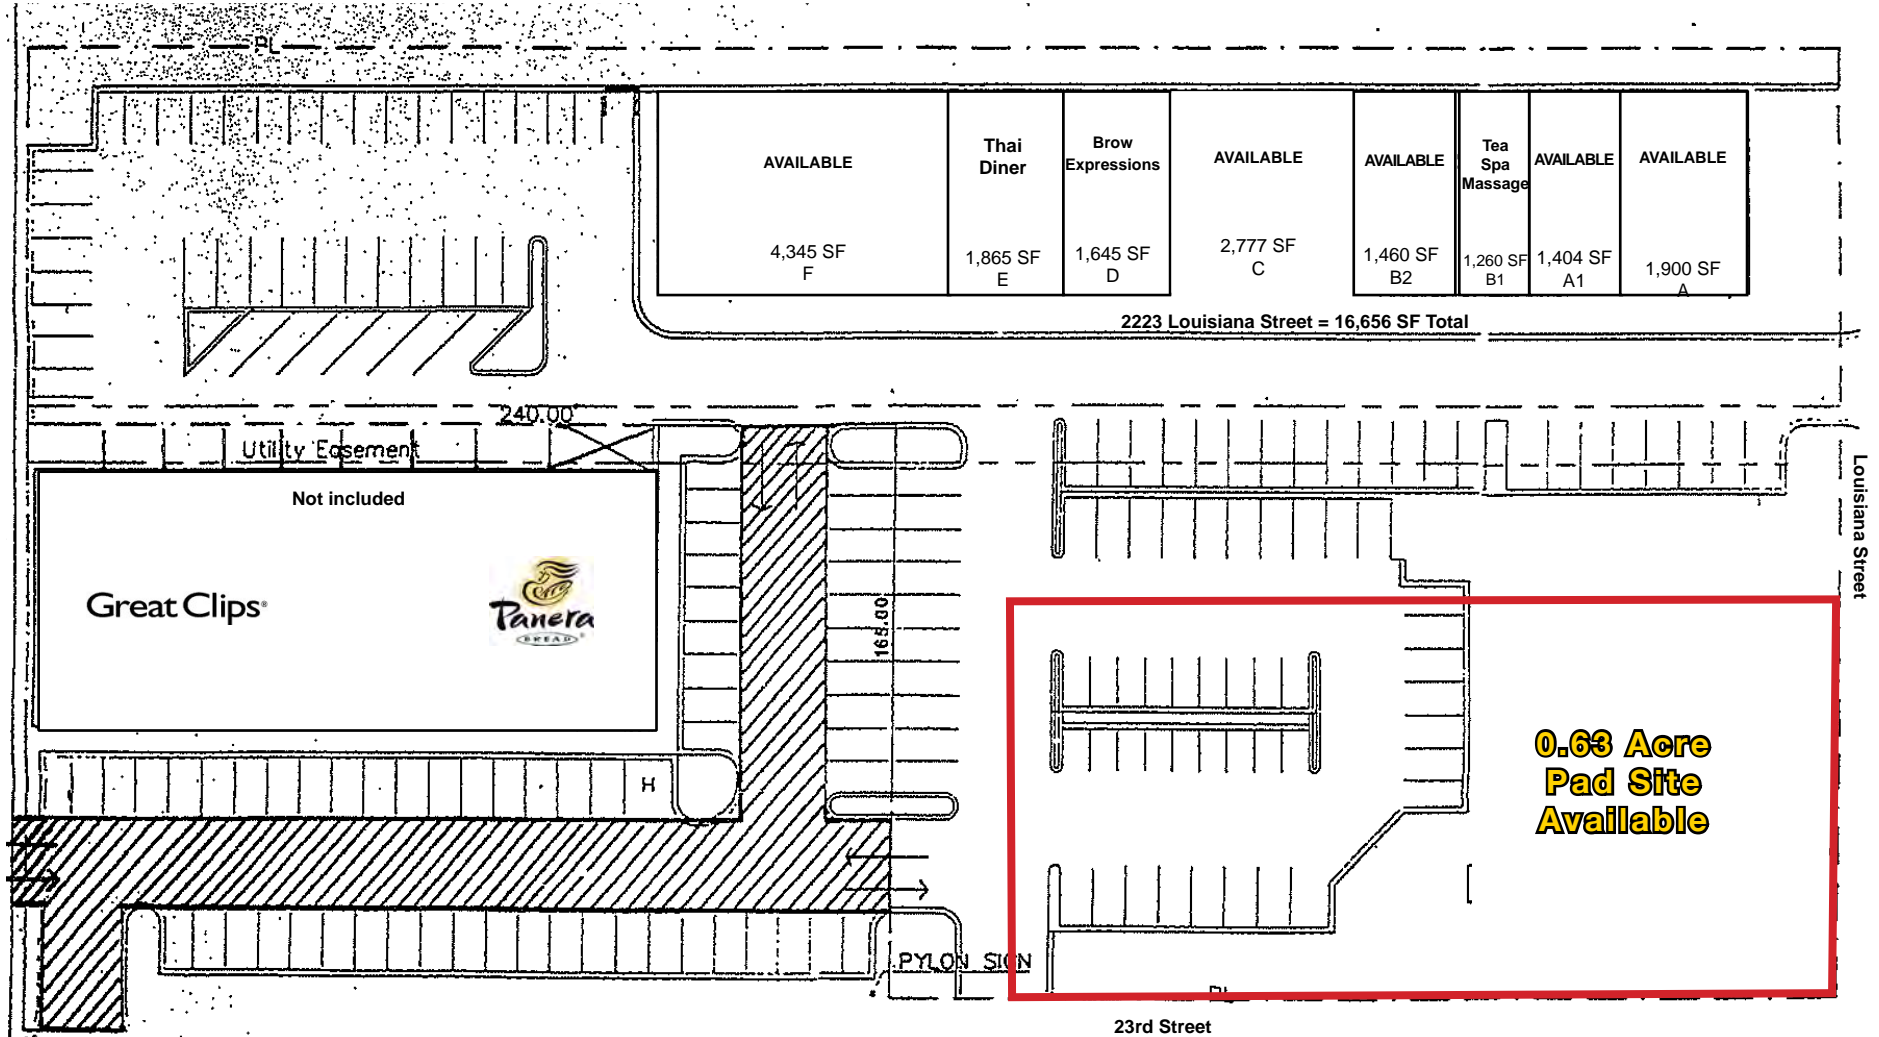 PL
AVAILABLE
4,345 SF
F
Thai
Diner
1,865 SF
E
Brow
Expressions
1,645 SF
D
AVAILABLE
2,777 SF
C
AVAILABLE
1,460 SF
B2
Tea
Spa
Massage
1,260 SF
B1
AVAILABLE
1,404 SF
A1
AVAILABLE
1,900 SF
A
2223 Louisiana Street = 16,656 SF Total
240.00
Utility Easement
Not included
Great Clips®
Panera
BREAD®
165.00
Louisiana Street
H
0.63 Acre
Pad Site
Available
PYLON SIGN
PL
23rd Street